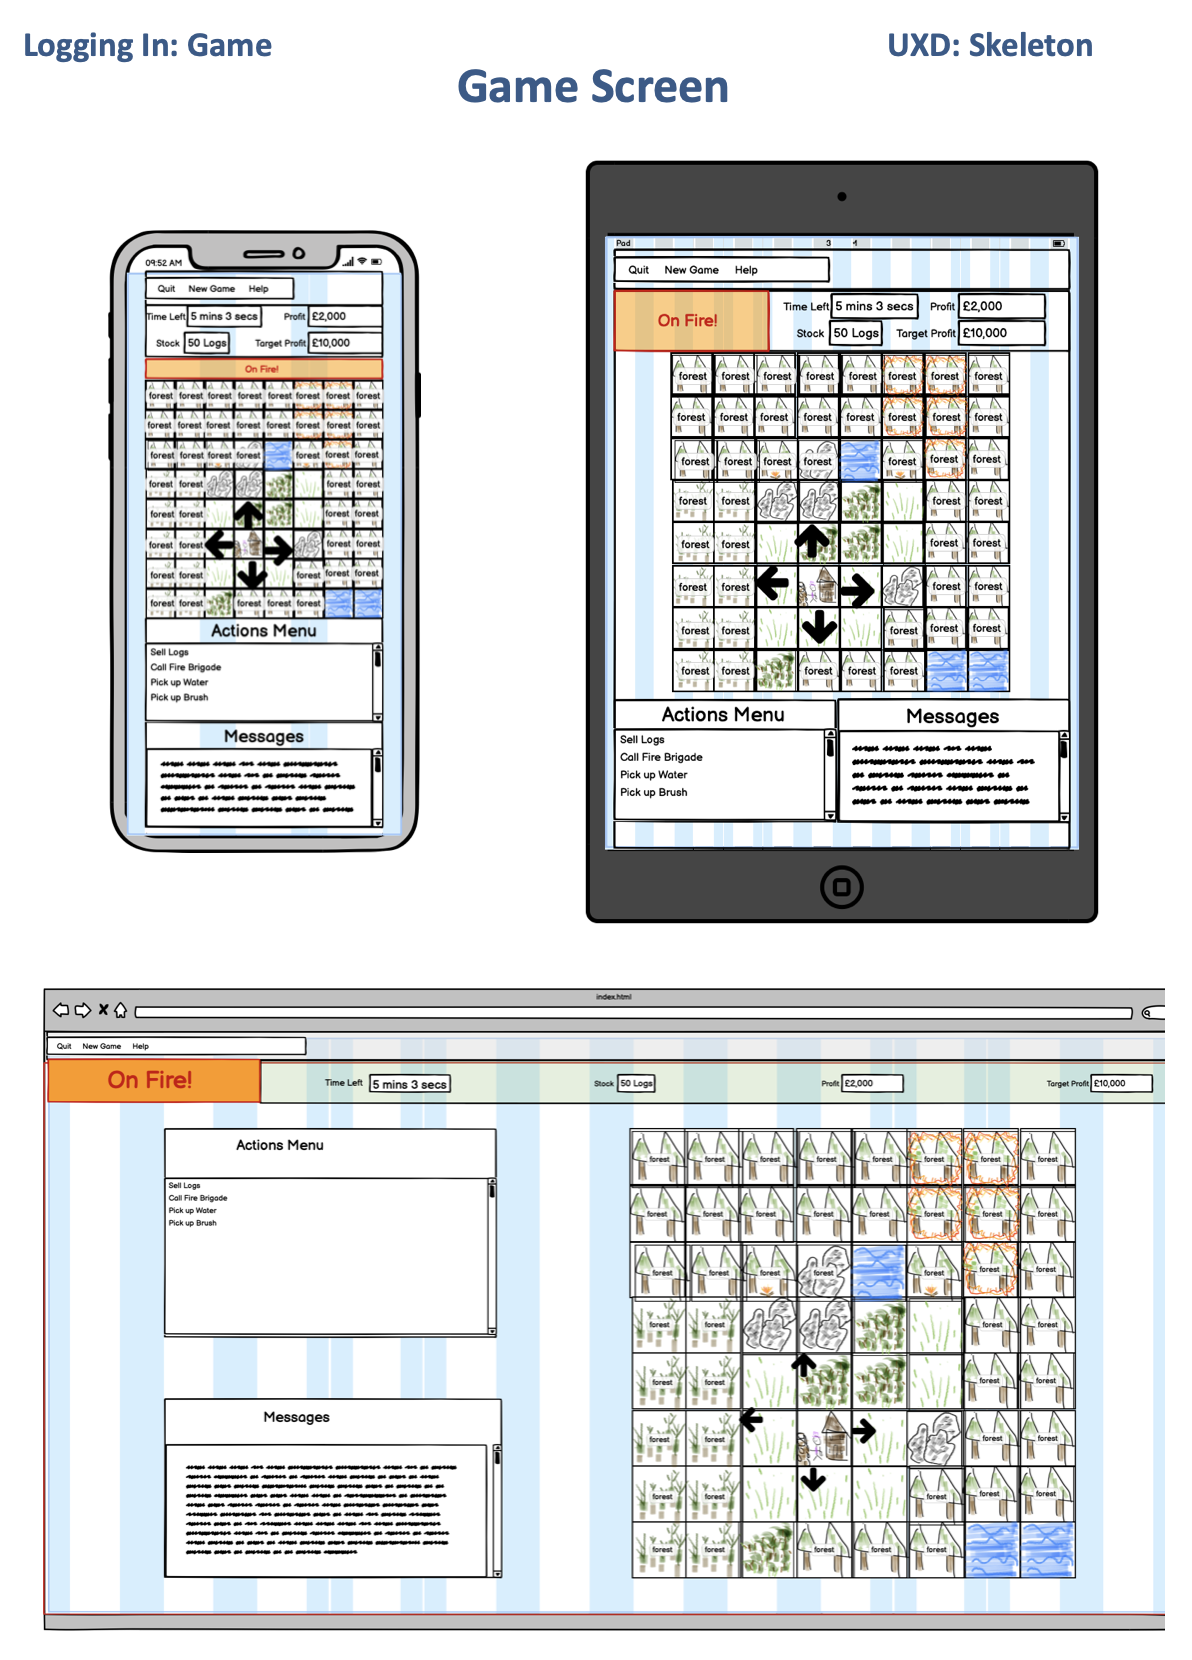 Logging In: Game
UXD: Skeleton
Game Screen
09:52 AM
Quit New Game Help
Time Left 5 mins 3 secs Profit £2,000
Stock 50 Logs Target Profit £10,000
On Fire!
forest forest forest forest forest forest forest forest
forest forest forest forest forest forest forest forest
forest forest forest forest forest forest forest
forest forest forest forest
forest forest forest forest
forest forest forest forest
forest forest forest forest forest
forest forest forest forest forest
Actions Menu
Sell Logs
Call Fire Brigade
Pick up Water
Pick up Brush
Messages
Pad
Quit New Game Help
On Fire!
Time Left 5 mins 3 secs Profit £2,000
Stock 50 Logs Target Profit £10,000
forest forest forest forest forest forest forest forest
forest forest forest forest forest forest forest forest
forest forest forest forest forest forest forest
forest forest forest forest
forest forest forest forest
forest forest forest forest
forest forest forest forest forest
forest forest forest forest forest
Actions Menu
Sell Logs
Call Fire Brigade
Pick up Water
Pick up Brush
Messages
index.html
Quit New Game Help
On Fire!
Time Left 5 mins 3 secs Stock 50 Logs Profit £2,000 Target Profit £10,000
Actions Menu
Sell Logs
Call Fire Brigade
Pick up Water
Pick up Brush
Messages
forest forest forest forest forest forest forest forest
forest forest forest forest forest forest forest forest
forest forest forest forest forest forest forest
forest forest forest forest
forest forest forest forest
forest forest forest forest
forest forest forest forest forest
forest forest forest forest forest